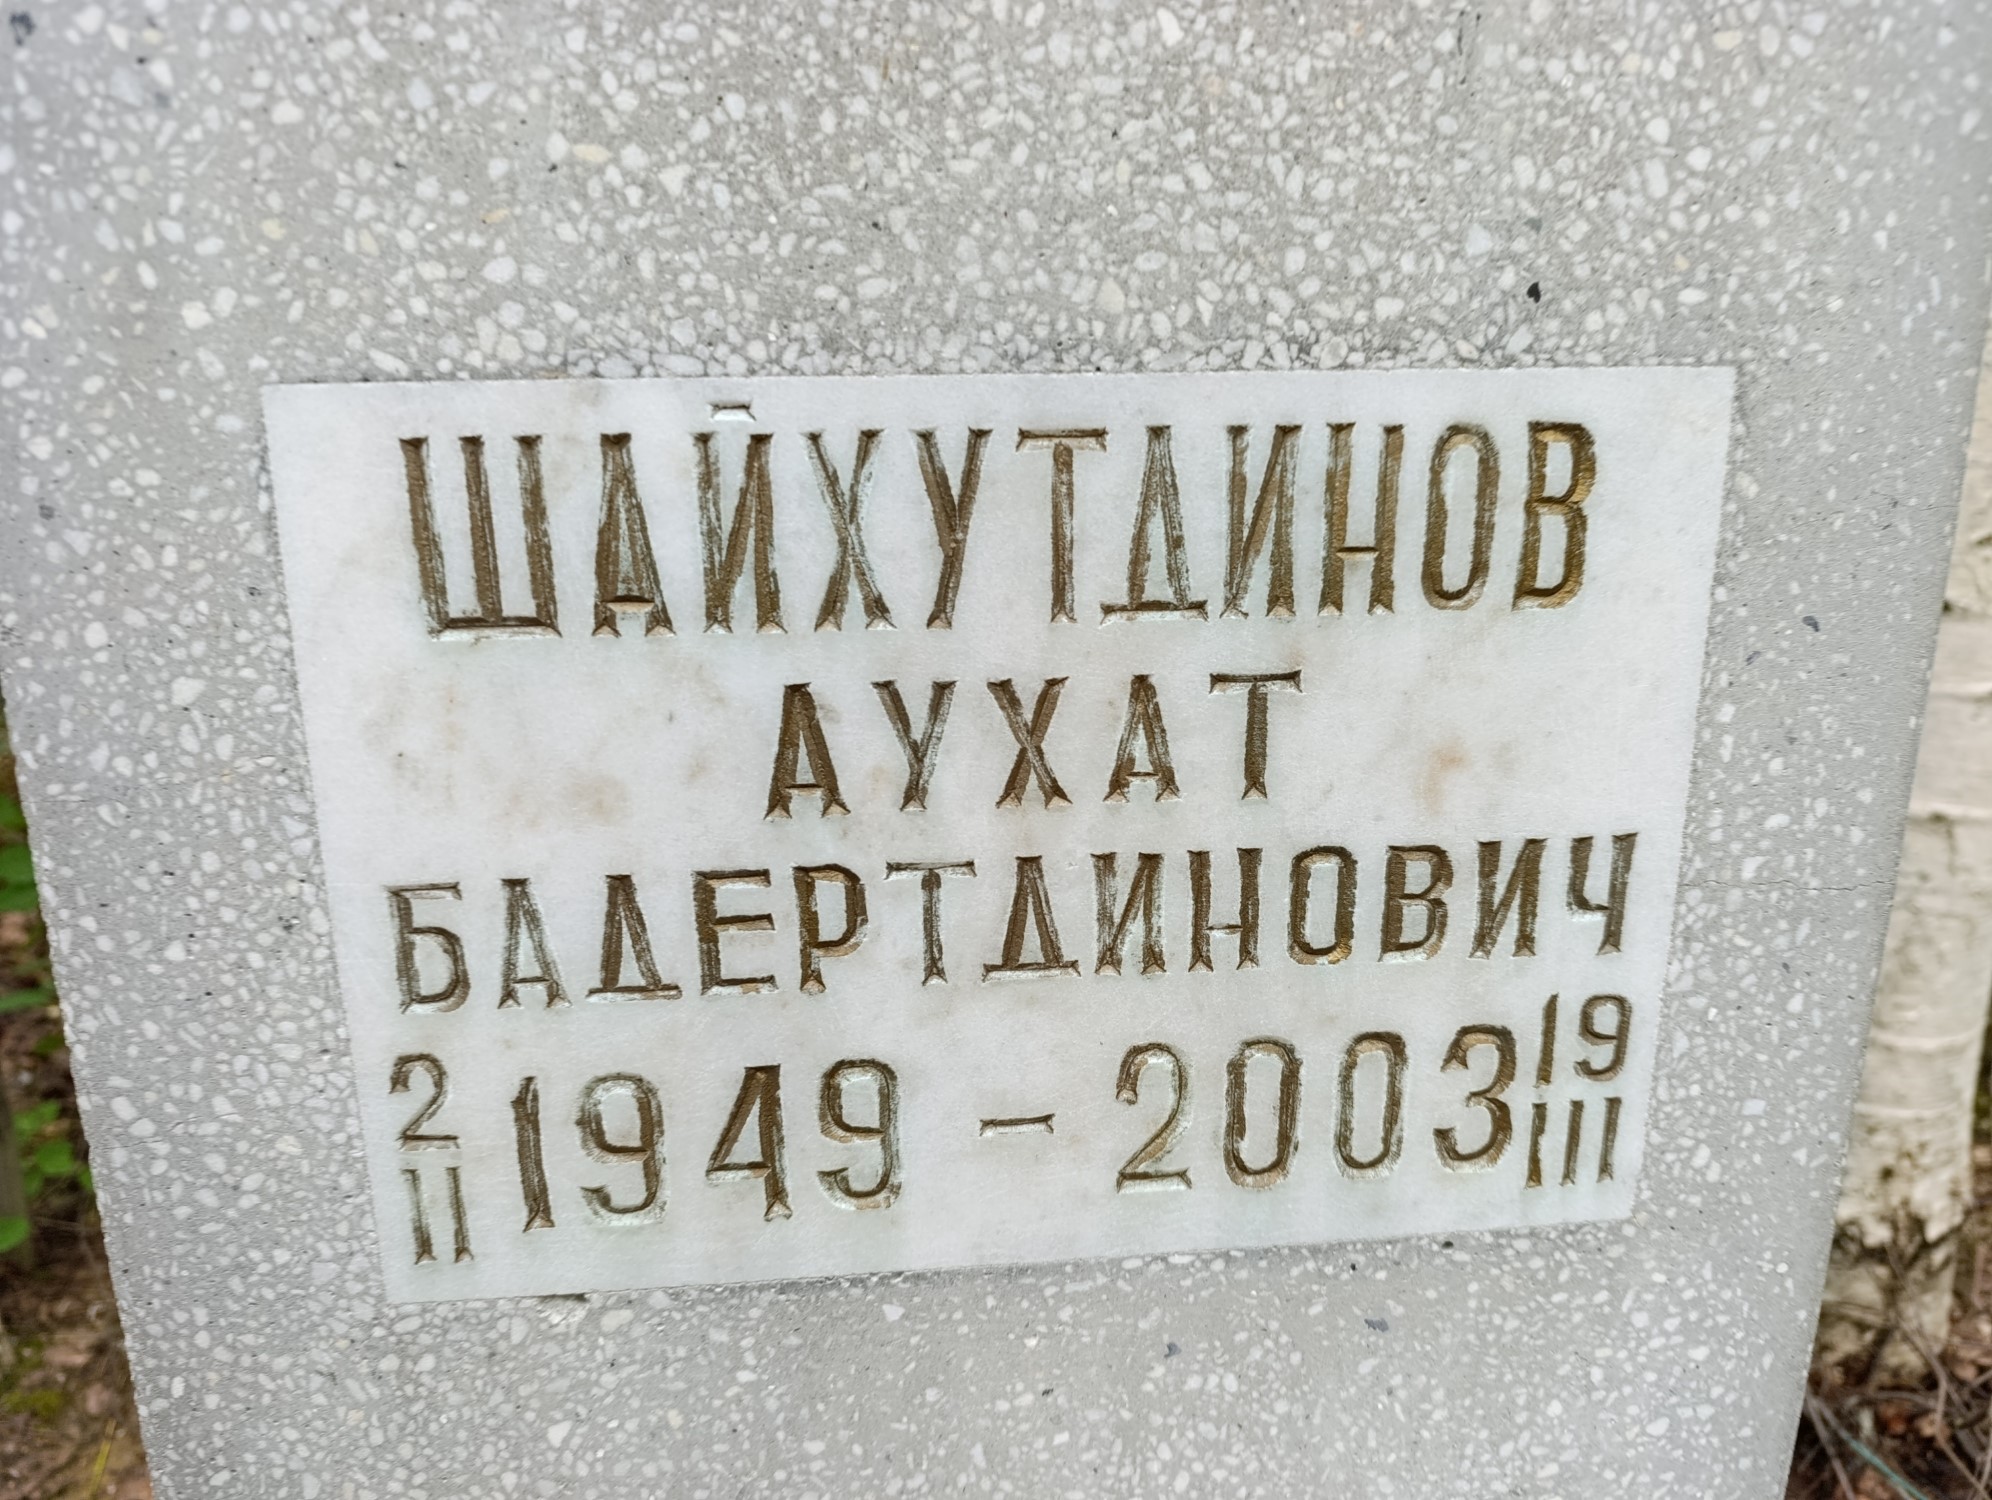 ШАЙХУТДИНОВ
АУХАТ
БАДЕРТДИНОВИЧ
2/II 1949 – 2003 19/III